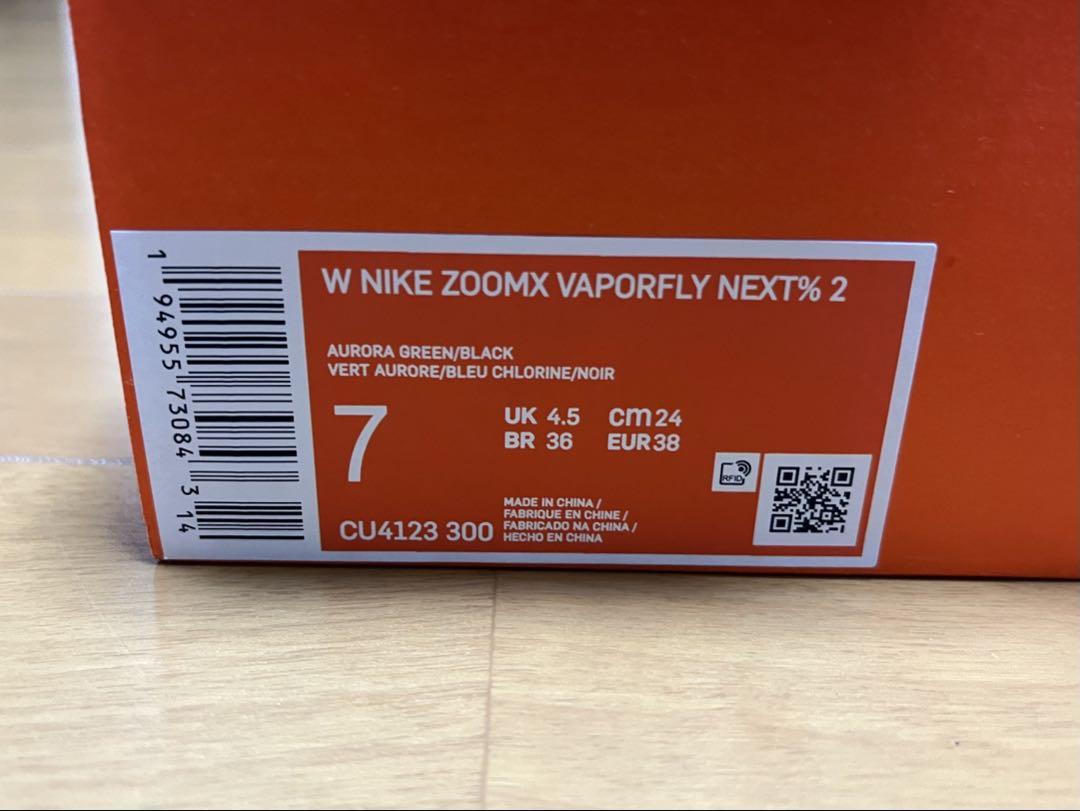 W NIKE ZOOMX VAPORFLY NEXT% 2
AURORA GREEN/BLACK
VERT AURORE/BLEU CHLORINE/NOIR
7
UK 4.5 cm 24
BR 36 EUR 38
RFID
CU4123 300
MADE IN CHINA /
FABRIQUE EN CHINE /
FABRICADO NA CHINA /
HECHO EN CHINA
1 94955 73084 3 14